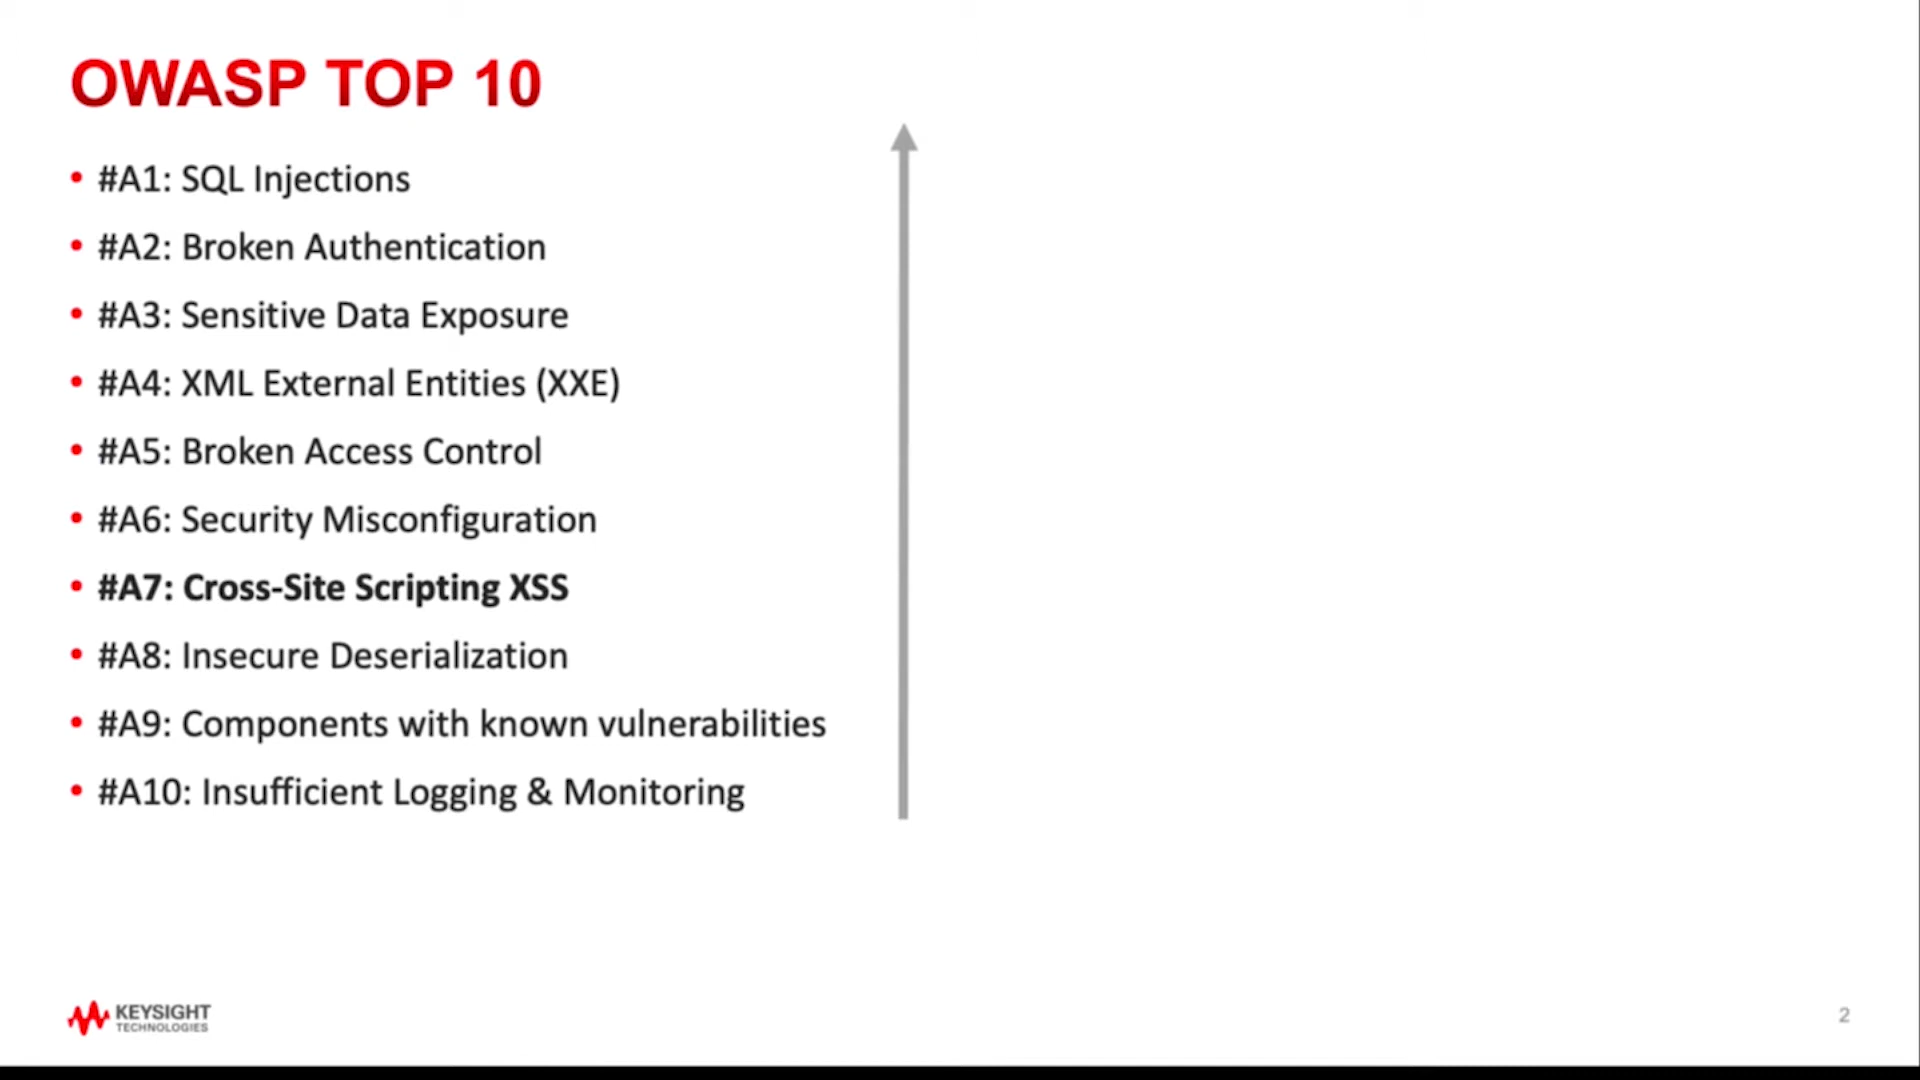 OWASP TOP 10
• #A1: SQL Injections
• #A2: Broken Authentication
• #A3: Sensitive Data Exposure
• #A4: XML External Entities (XXE)
• #A5: Broken Access Control
• #A6: Security Misconfiguration
• #A7: Cross-Site Scripting XSS
• #A8: Insecure Deserialization
• #A9: Components with known vulnerabilities
• #A10: Insufficient Logging & Monitoring
KEYSIGHT
TECHNOLOGIES
2